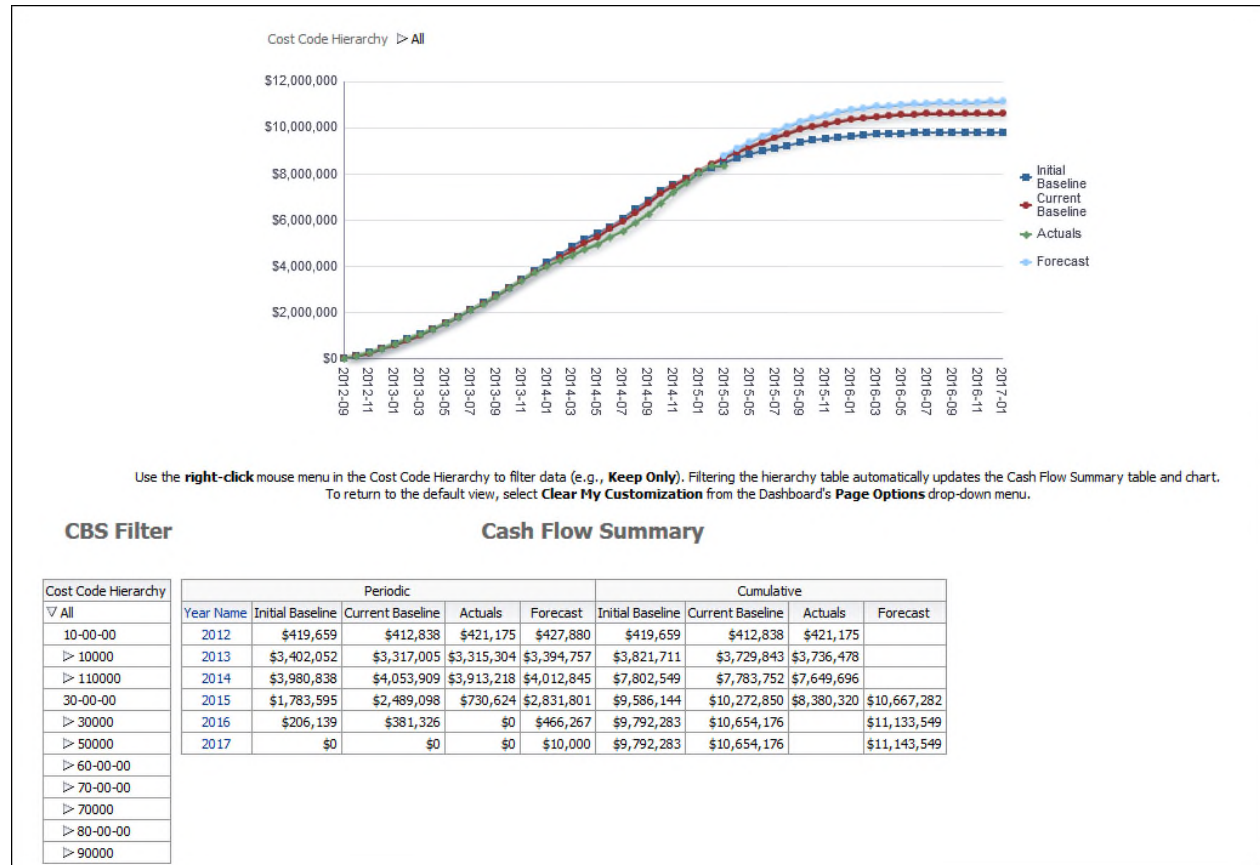 Cost Code Hierarchy ▷ All
$12,000,000
$10,000,000
$8,000,000
$6,000,000
$4,000,000
$2,000,000
$0
Initial
Baseline
Current
Baseline
Actuals
Forecast
2012-09
2012-11
2013-01
2013-03
2013-05
2013-07
2013-09
2013-11
2014-01
2014-03
2014-05
2014-07
2014-09
2014-11
2015-01
2015-03
2015-05
2015-07
2015-09
2015-11
2016-01
2016-03
2016-05
2016-07
2016-09
2016-11
2017-01
Use the right-click mouse menu in the Cost Code Hierarchy to filter data (e.g., Keep Only). Filtering the hierarchy table automatically updates the Cash Flow Summary table and chart.
To return to the default view, select Clear My Customization from the Dashboard's Page Options drop-down menu.
CBS Filter
Cost Code Hierarchy
▽ All
10-00-00
▷ 10000
▷ 110000
30-00-00
▷ 30000
▷ 50000
▷ 60-00-00
▷ 70-00-00
▷ 70000
▷ 80-00-00
▷ 90000
Cash Flow Summary
Periodic Cumulative
Year Name Initial Baseline Current Baseline Actuals Forecast Initial Baseline Current Baseline Actuals Forecast
2012 $419,659 $412,838 $421,175 $427,880 $419,659 $412,838 $421,175
2013 $3,402,052 $3,317,005 $3,315,304 $3,394,757 $3,821,711 $3,729,843 $3,736,478
2014 $3,980,838 $4,053,909 $3,913,218 $4,012,845 $7,802,549 $7,783,752 $7,649,696
2015 $1,783,595 $2,489,098 $730,624 $2,831,801 $9,586,144 $10,272,850 $8,380,320 $10,667,282
2016 $206,139 $381,326 $0 $466,267 $9,792,283 $10,654,176 $11,133,549
2017 $0 $0 $0 $10,000 $9,792,283 $10,654,176 $11,143,549